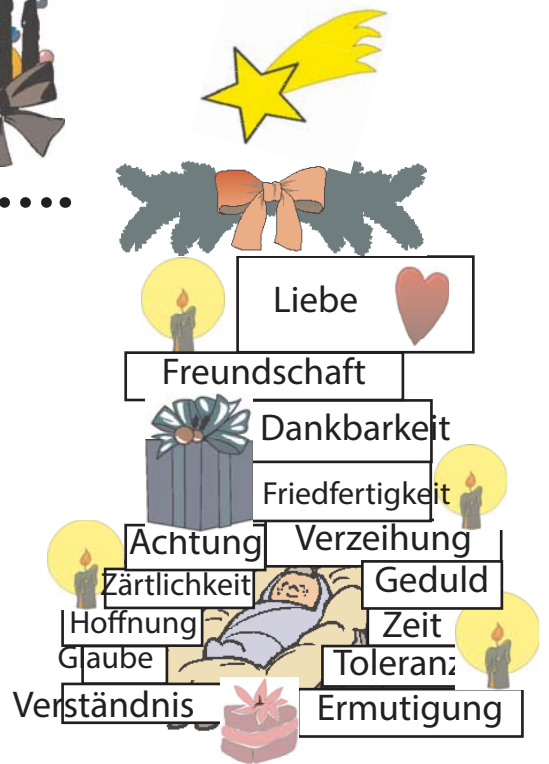 .....
Liebe
Freundschaft
Dankbarkeit
Friedfertigkeit
Achtung Verzeihung
Zärtlichkeit Geduld
Hoffnung Zeit
Glaube Toleranz
Verständnis Ermutigung